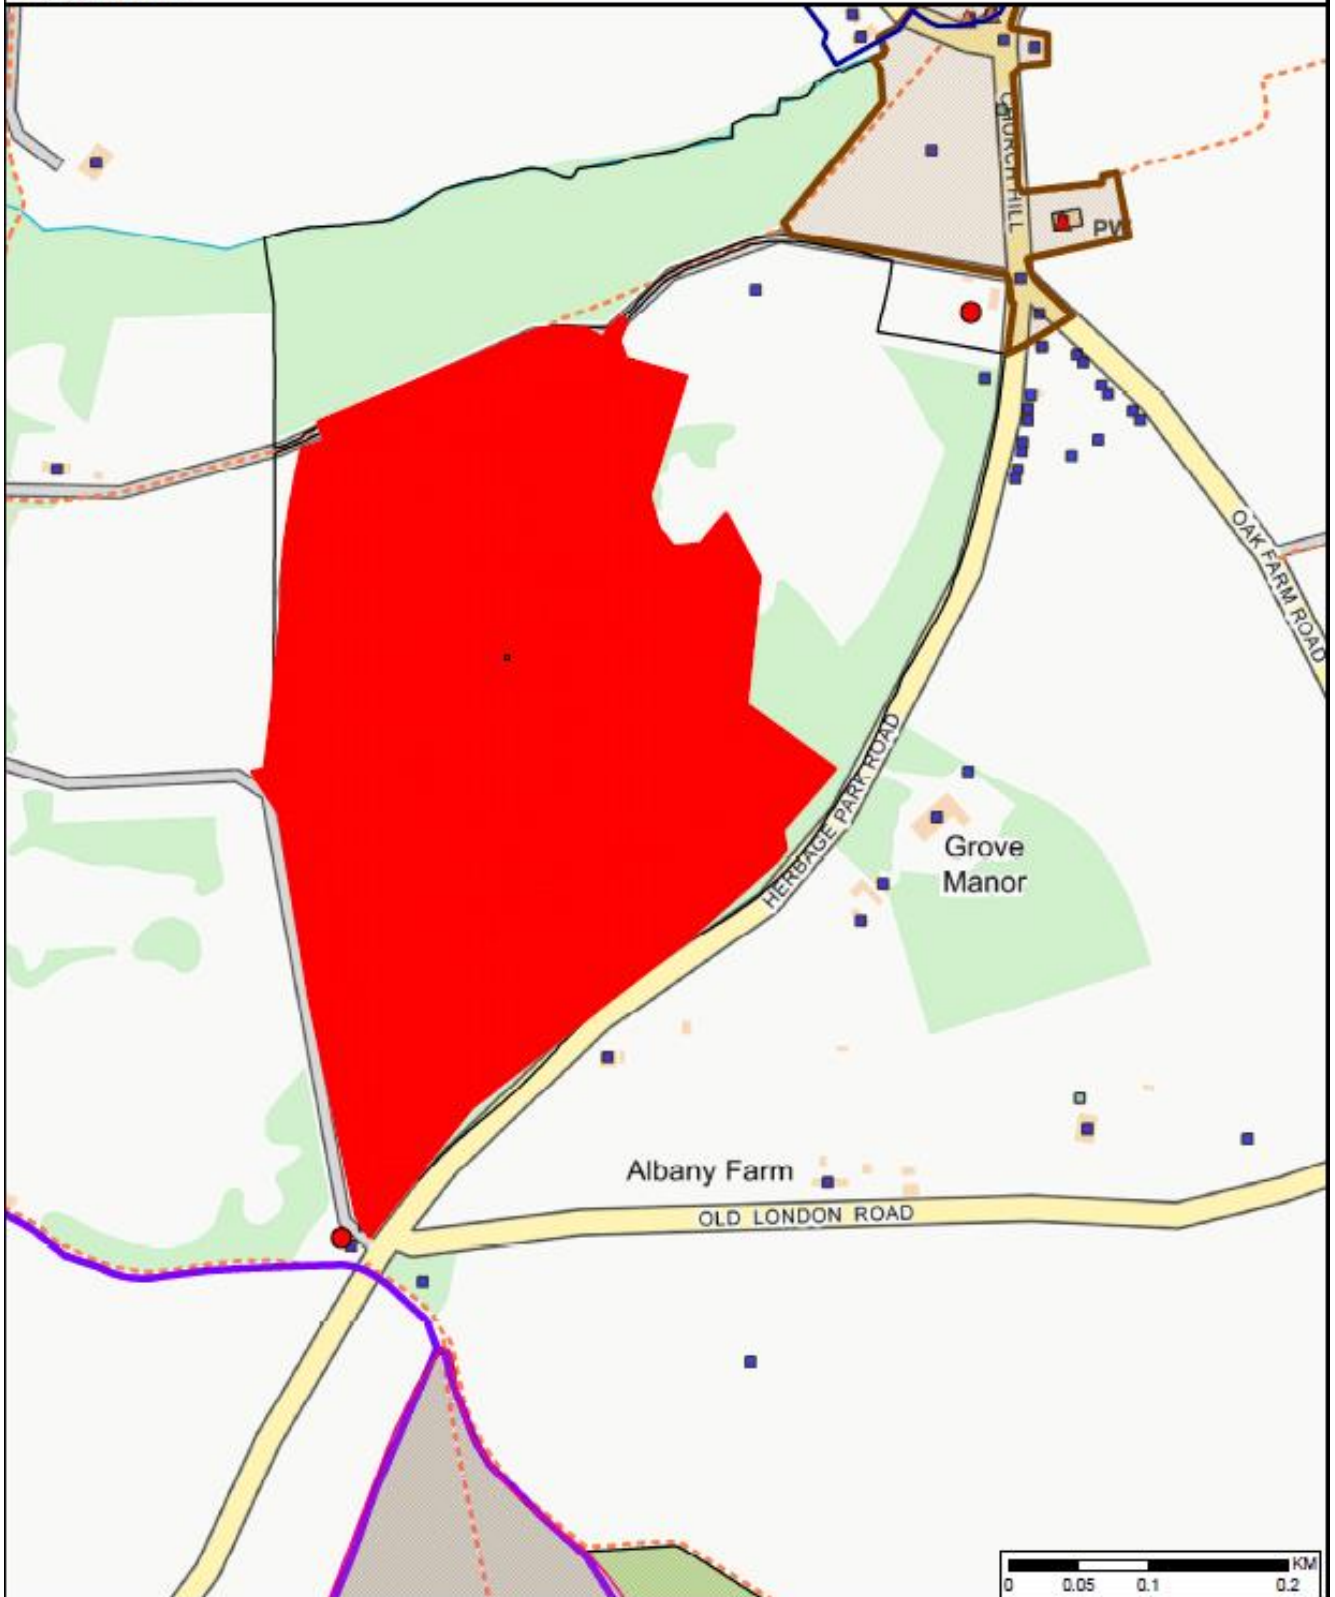 CHURCH HILL
PW
OAK FARM ROAD
HERBAGE PARK ROAD
Grove
Manor
Albany Farm
OLD LONDON ROAD
KM
0 0.05 0.1 0.2